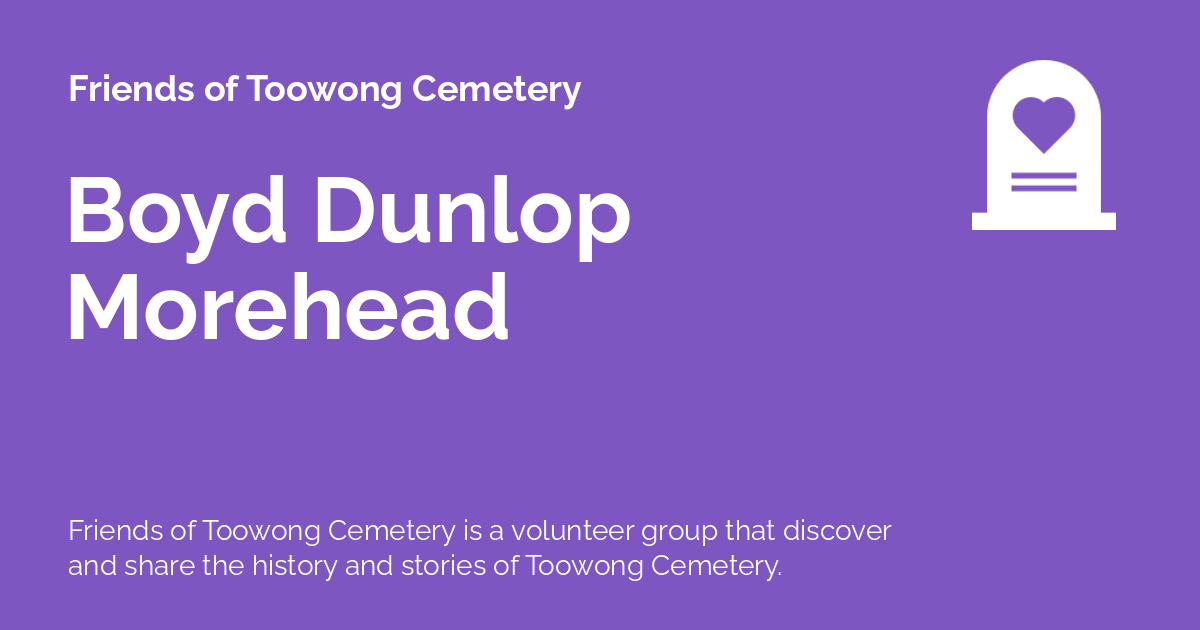 Friends of Toowong Cemetery
Boyd Dunlop
Morehead
Friends of Toowong Cemetery is a volunteer group that discover
and share the history and stories of Toowong Cemetery.